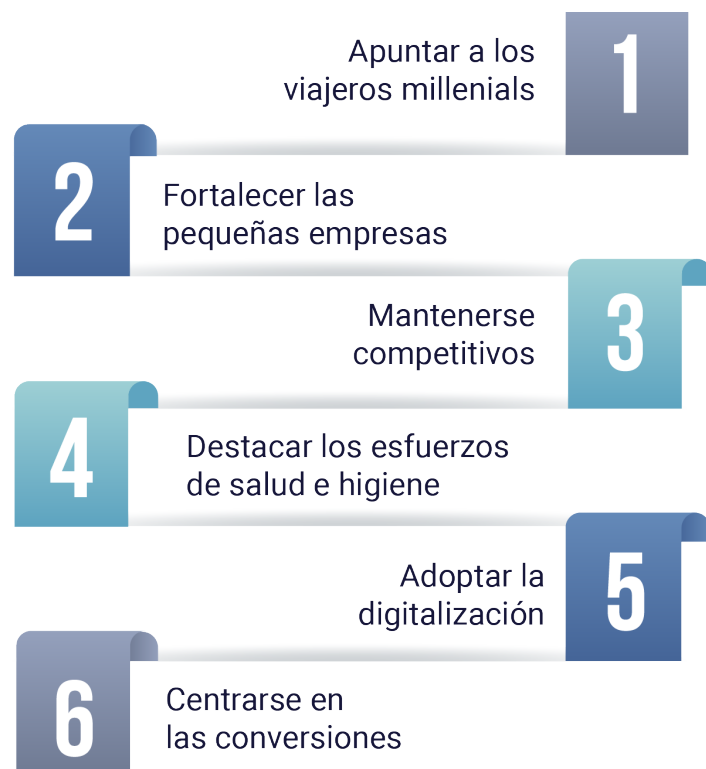 1
Apuntar a los
viajeros millenials
2
Fortalecer las
pequeñas empresas
3
Mantenerse
competitivos
4
Destacar los esfuerzos
de salud e higiene
5
Adoptar la
digitalización
6
Centrarse en
las conversiones